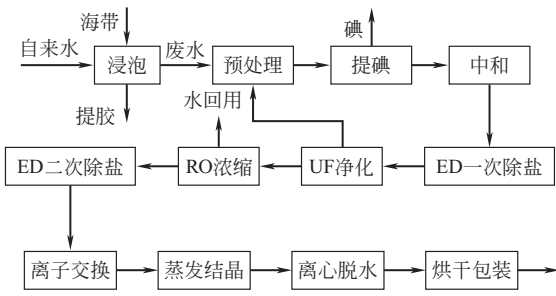 海带
碘
自来水
浸泡
废水
预处理
提碘
中和
提胶
水回用
ED二次除盐
RO浓缩
UF净化
ED一次除盐
离子交换
蒸发结晶
离心脱水
烘干包装